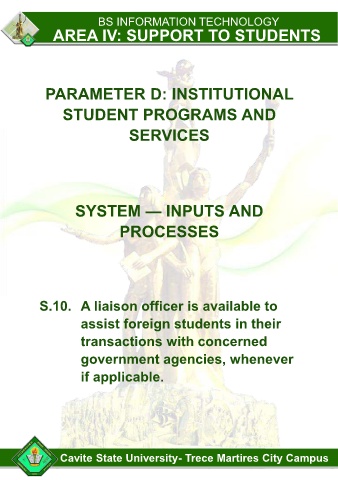 BS INFORMATION TECHNOLOGY
AREA IV: SUPPORT TO STUDENTS
PARAMETER D: INSTITUTIONAL
STUDENT PROGRAMS AND
SERVICES
SYSTEM — INPUTS AND
PROCESSES
S.10. A liaison officer is available to
assist foreign students in their
transactions with concerned
government agencies, whenever
if applicable.
Cavite State University- Trece Martires City Campus